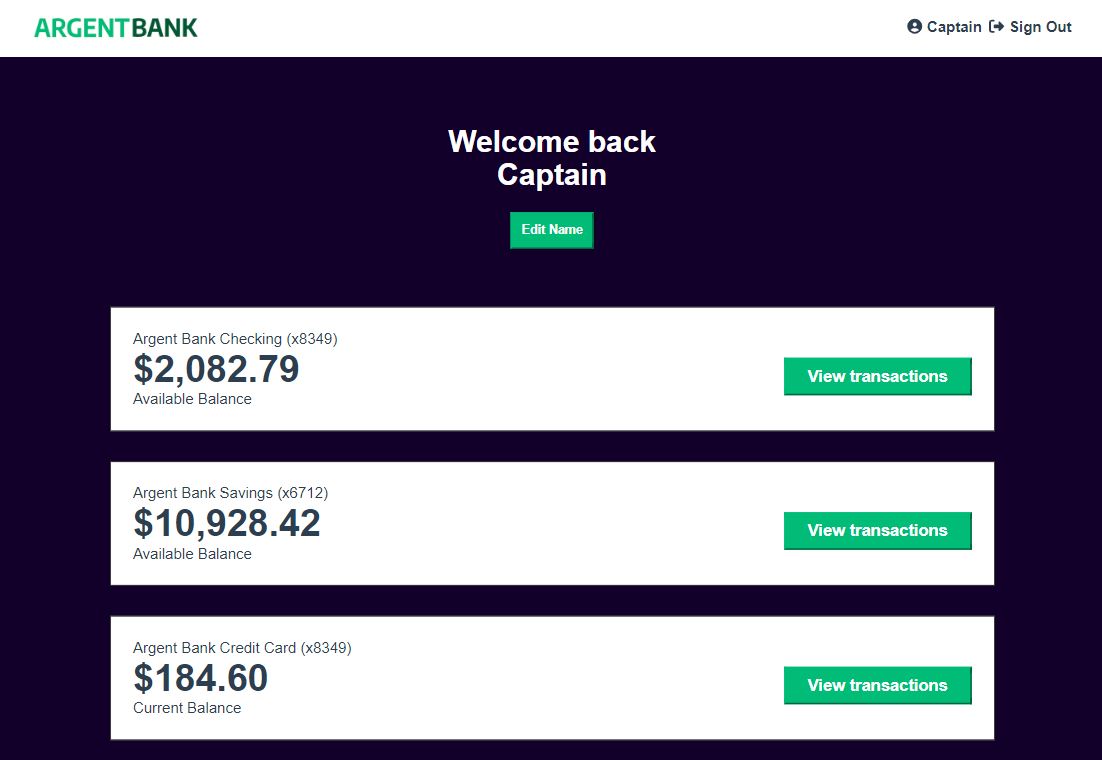 ARGENTBANK
Captain Sign Out
Welcome back
Captain
Edit Name
Argent Bank Checking (x8349)
$2,082.79
Available Balance
View transactions
Argent Bank Savings (x6712)
$10,928.42
Available Balance
View transactions
Argent Bank Credit Card (x8349)
$184.60
Current Balance
View transactions